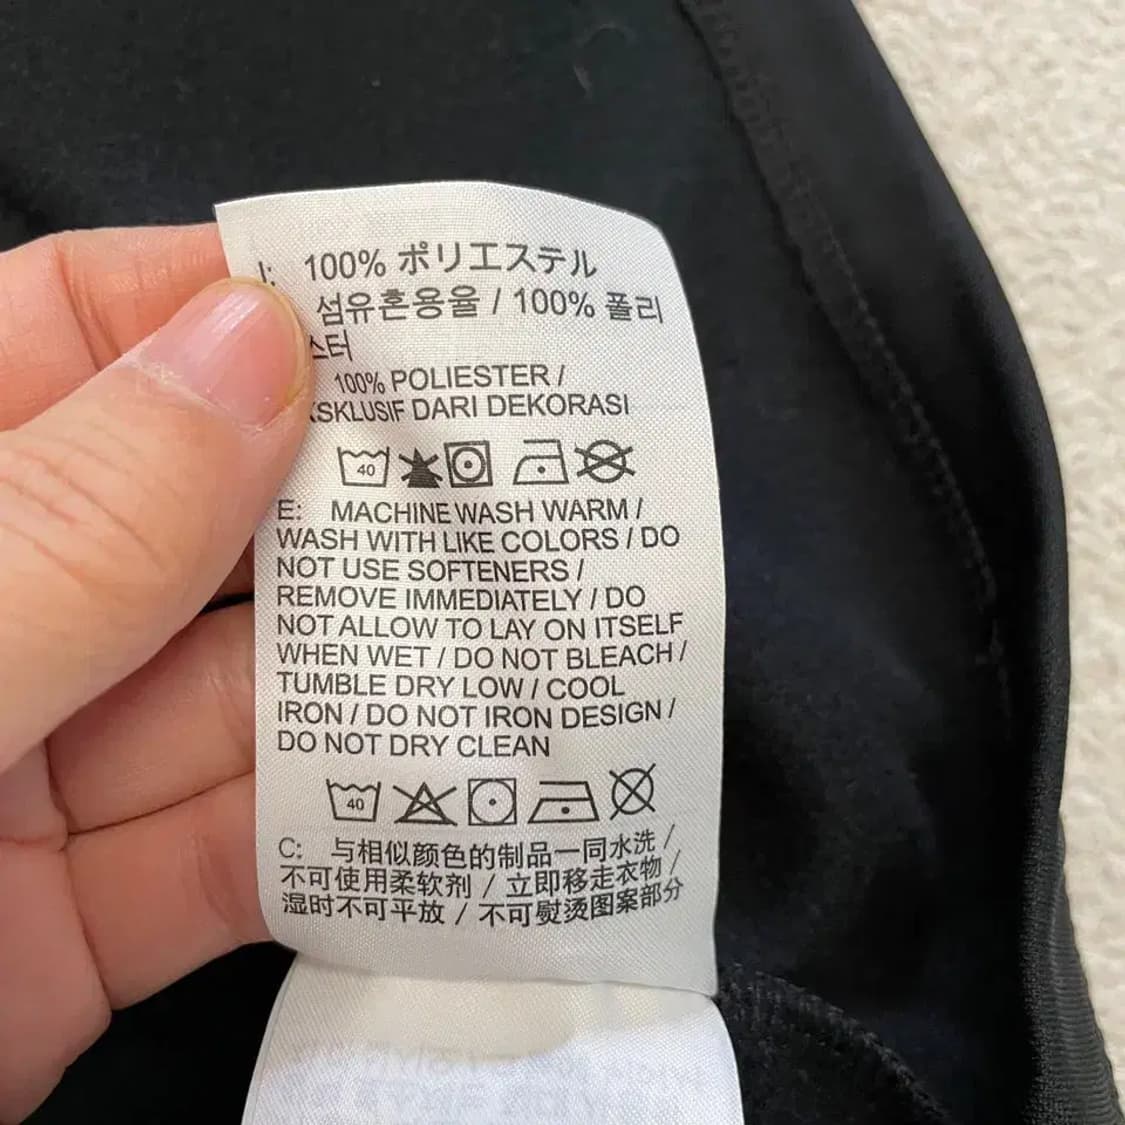 100% ポリエステル
섬유혼용율 / 100% 폴리
스터
100% POLIESTER /
DARI DEKORASI
40
E: MACHINE WASH WARM /
WASH WITH LIKE COLORS / DO
NOT USE SOFTENERS /
REMOVE IMMEDIATELY / DO
NOT ALLOW TO LAY ON ITSELF
WHEN WET / DO NOT BLEACH /
TUMBLE DRY LOW / COOL
IRON / DO NOT IRON DESIGN /
DO NOT DRY CLEAN
40
C: 与相似颜色的制品一同水洗 /
不可使用柔软剂 / 立即移走衣物 /
湿时不可平放 / 不可熨烫图案部分